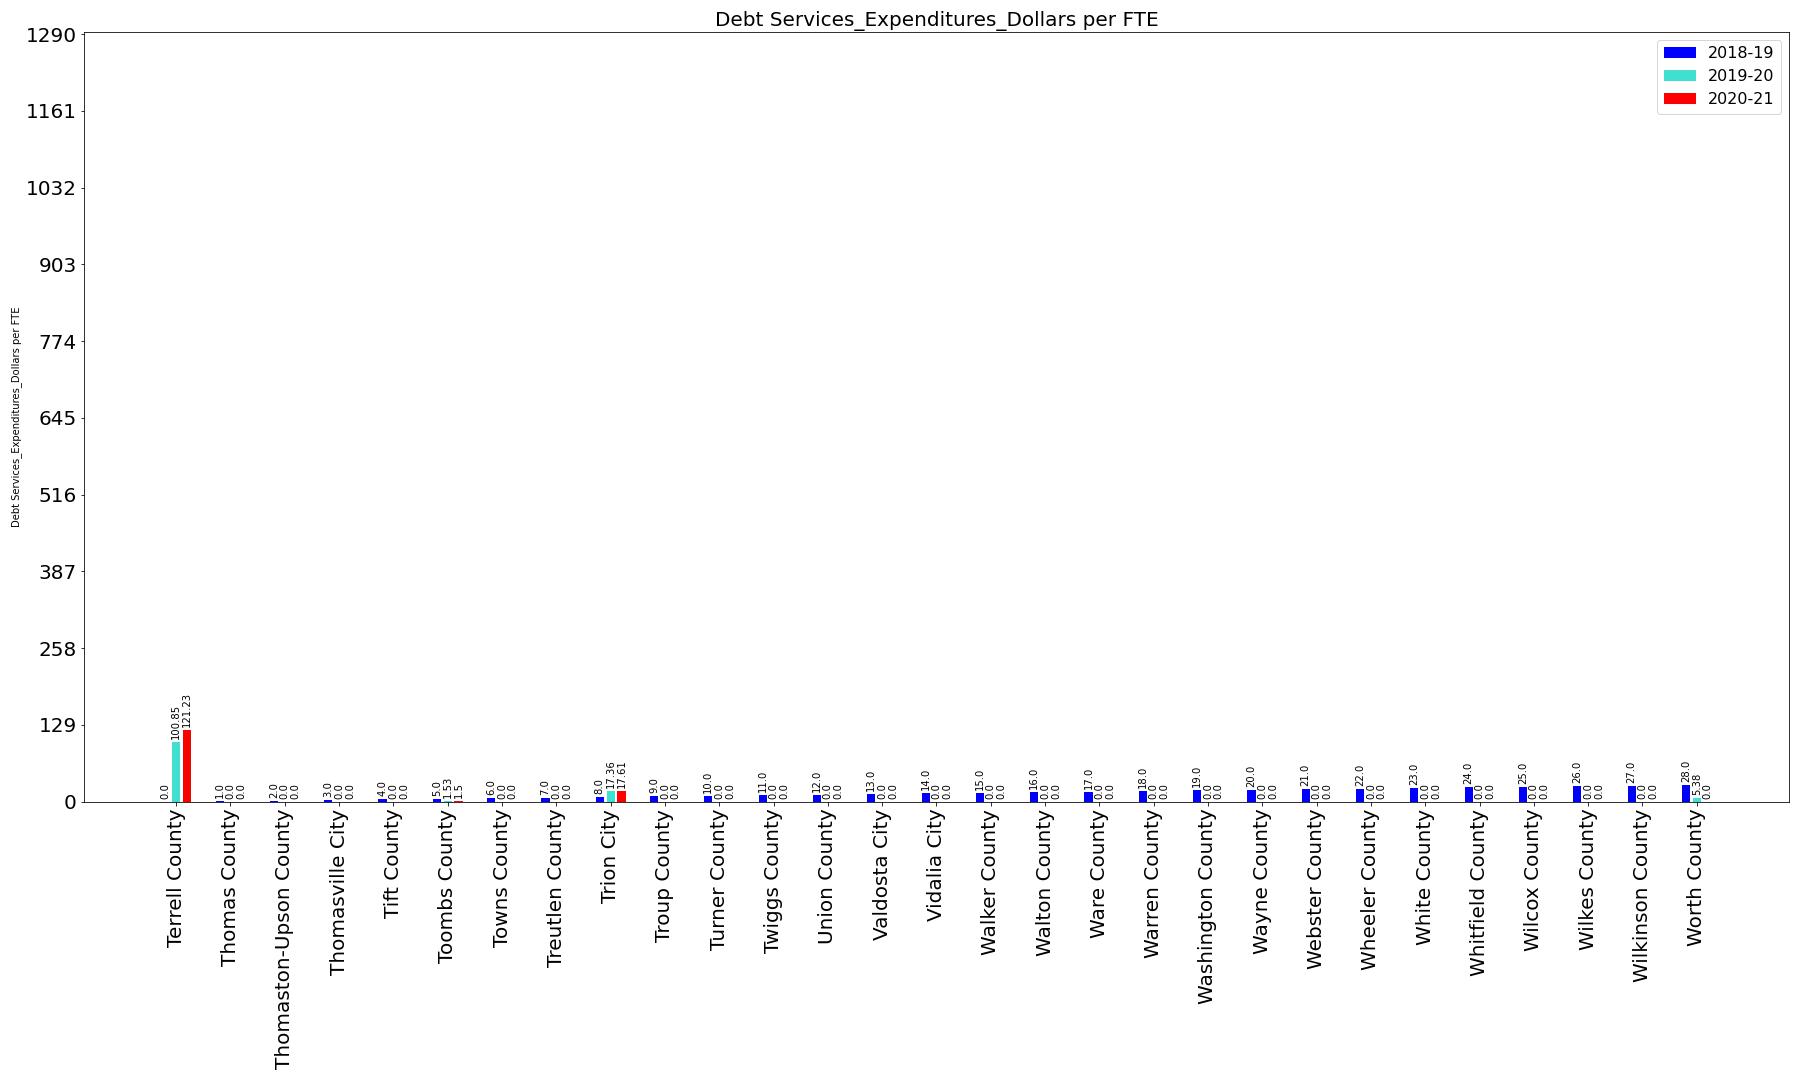 Debt Services_Expenditures_Dollars per FTE
1290
1161
1032
903
774
645
516
387
258
129
0
Debt Services_Expenditures_Dollars per FTE
2018-19
2019-20
2020-21
0.0 100.85 121.23
1.0 0.0 0.0
2.0 0.0 0.0
3.0 0.0 0.0
4.0 0.0 0.0
5.0 1.53 1.5
6.0 0.0 0.0
7.0 0.0 0.0
8.0 17.36 17.61
9.0 0.0 0.0
10.0 0.0 0.0
11.0 0.0 0.0
12.0 0.0 0.0
13.0 0.0 0.0
14.0 0.0 0.0
15.0 0.0 0.0
16.0 0.0 0.0
17.0 0.0 0.0
18.0 0.0 0.0
19.0 0.0 0.0
20.0 0.0 0.0
21.0 0.0 0.0
22.0 0.0 0.0
23.0 0.0 0.0
24.0 0.0 0.0
25.0 0.0 0.0
26.0 0.0 0.0
27.0 0.0 0.0
28.0 5.38 0.0
Terrell County
Thomas County
Thomaston-Upson County
Thomasville City
Tift County
Toombs County
Towns County
Treutlen County
Trion City
Troup County
Turner County
Twiggs County
Union County
Valdosta City
Vidalia City
Walker County
Walton County
Ware County
Warren County
Washington County
Wayne County
Webster County
Wheeler County
White County
Whitfield County
Wilcox County
Wilkes County
Wilkinson County
Worth County